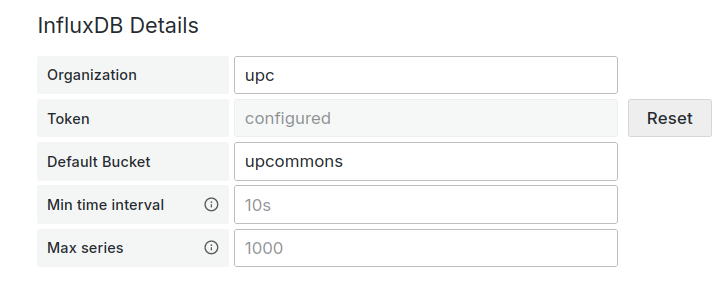 InfluxDB Details
Organization upc
Token configured Reset
Default Bucket upcommons
Min time interval 10s
Max series 1000